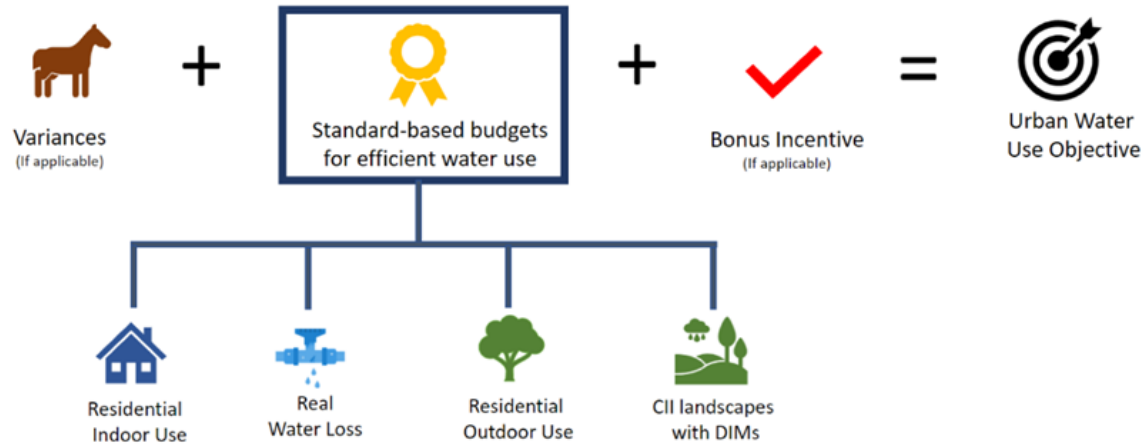 +
+
=
Variances
(If applicable)
Standard-based budgets
for efficient water use
Bonus Incentive
(If applicable)
Urban Water
Use Objective
Residential
Indoor Use
Real
Water Loss
Residential
Outdoor Use
CII landscapes
with DIMs